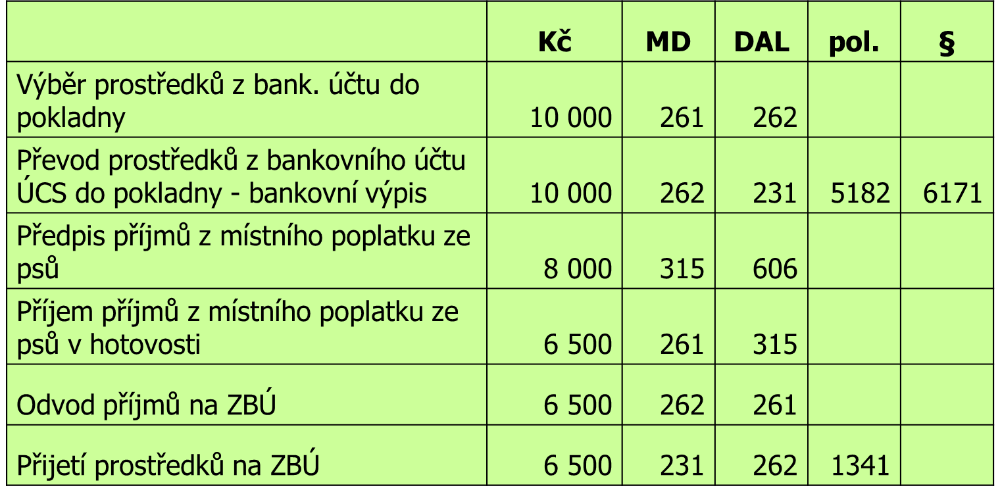 Kč MD DAL pol. §
Výběr prostředků z bank. účtu do
pokladny 10 000 261 262
Převod prostředků z bankovního účtu
ÚCS do pokladny - bankovní výpis 10 000 262 231 5182 6171
Předpis příjmů z místního poplatku ze
psů 8 000 315 606
Příjem příjmů z místního poplatku ze
psů v hotovosti 6 500 261 315
Odvod příjmů na ZBÚ 6 500 262 261
Přijetí prostředků na ZBÚ 6 500 231 262 1341